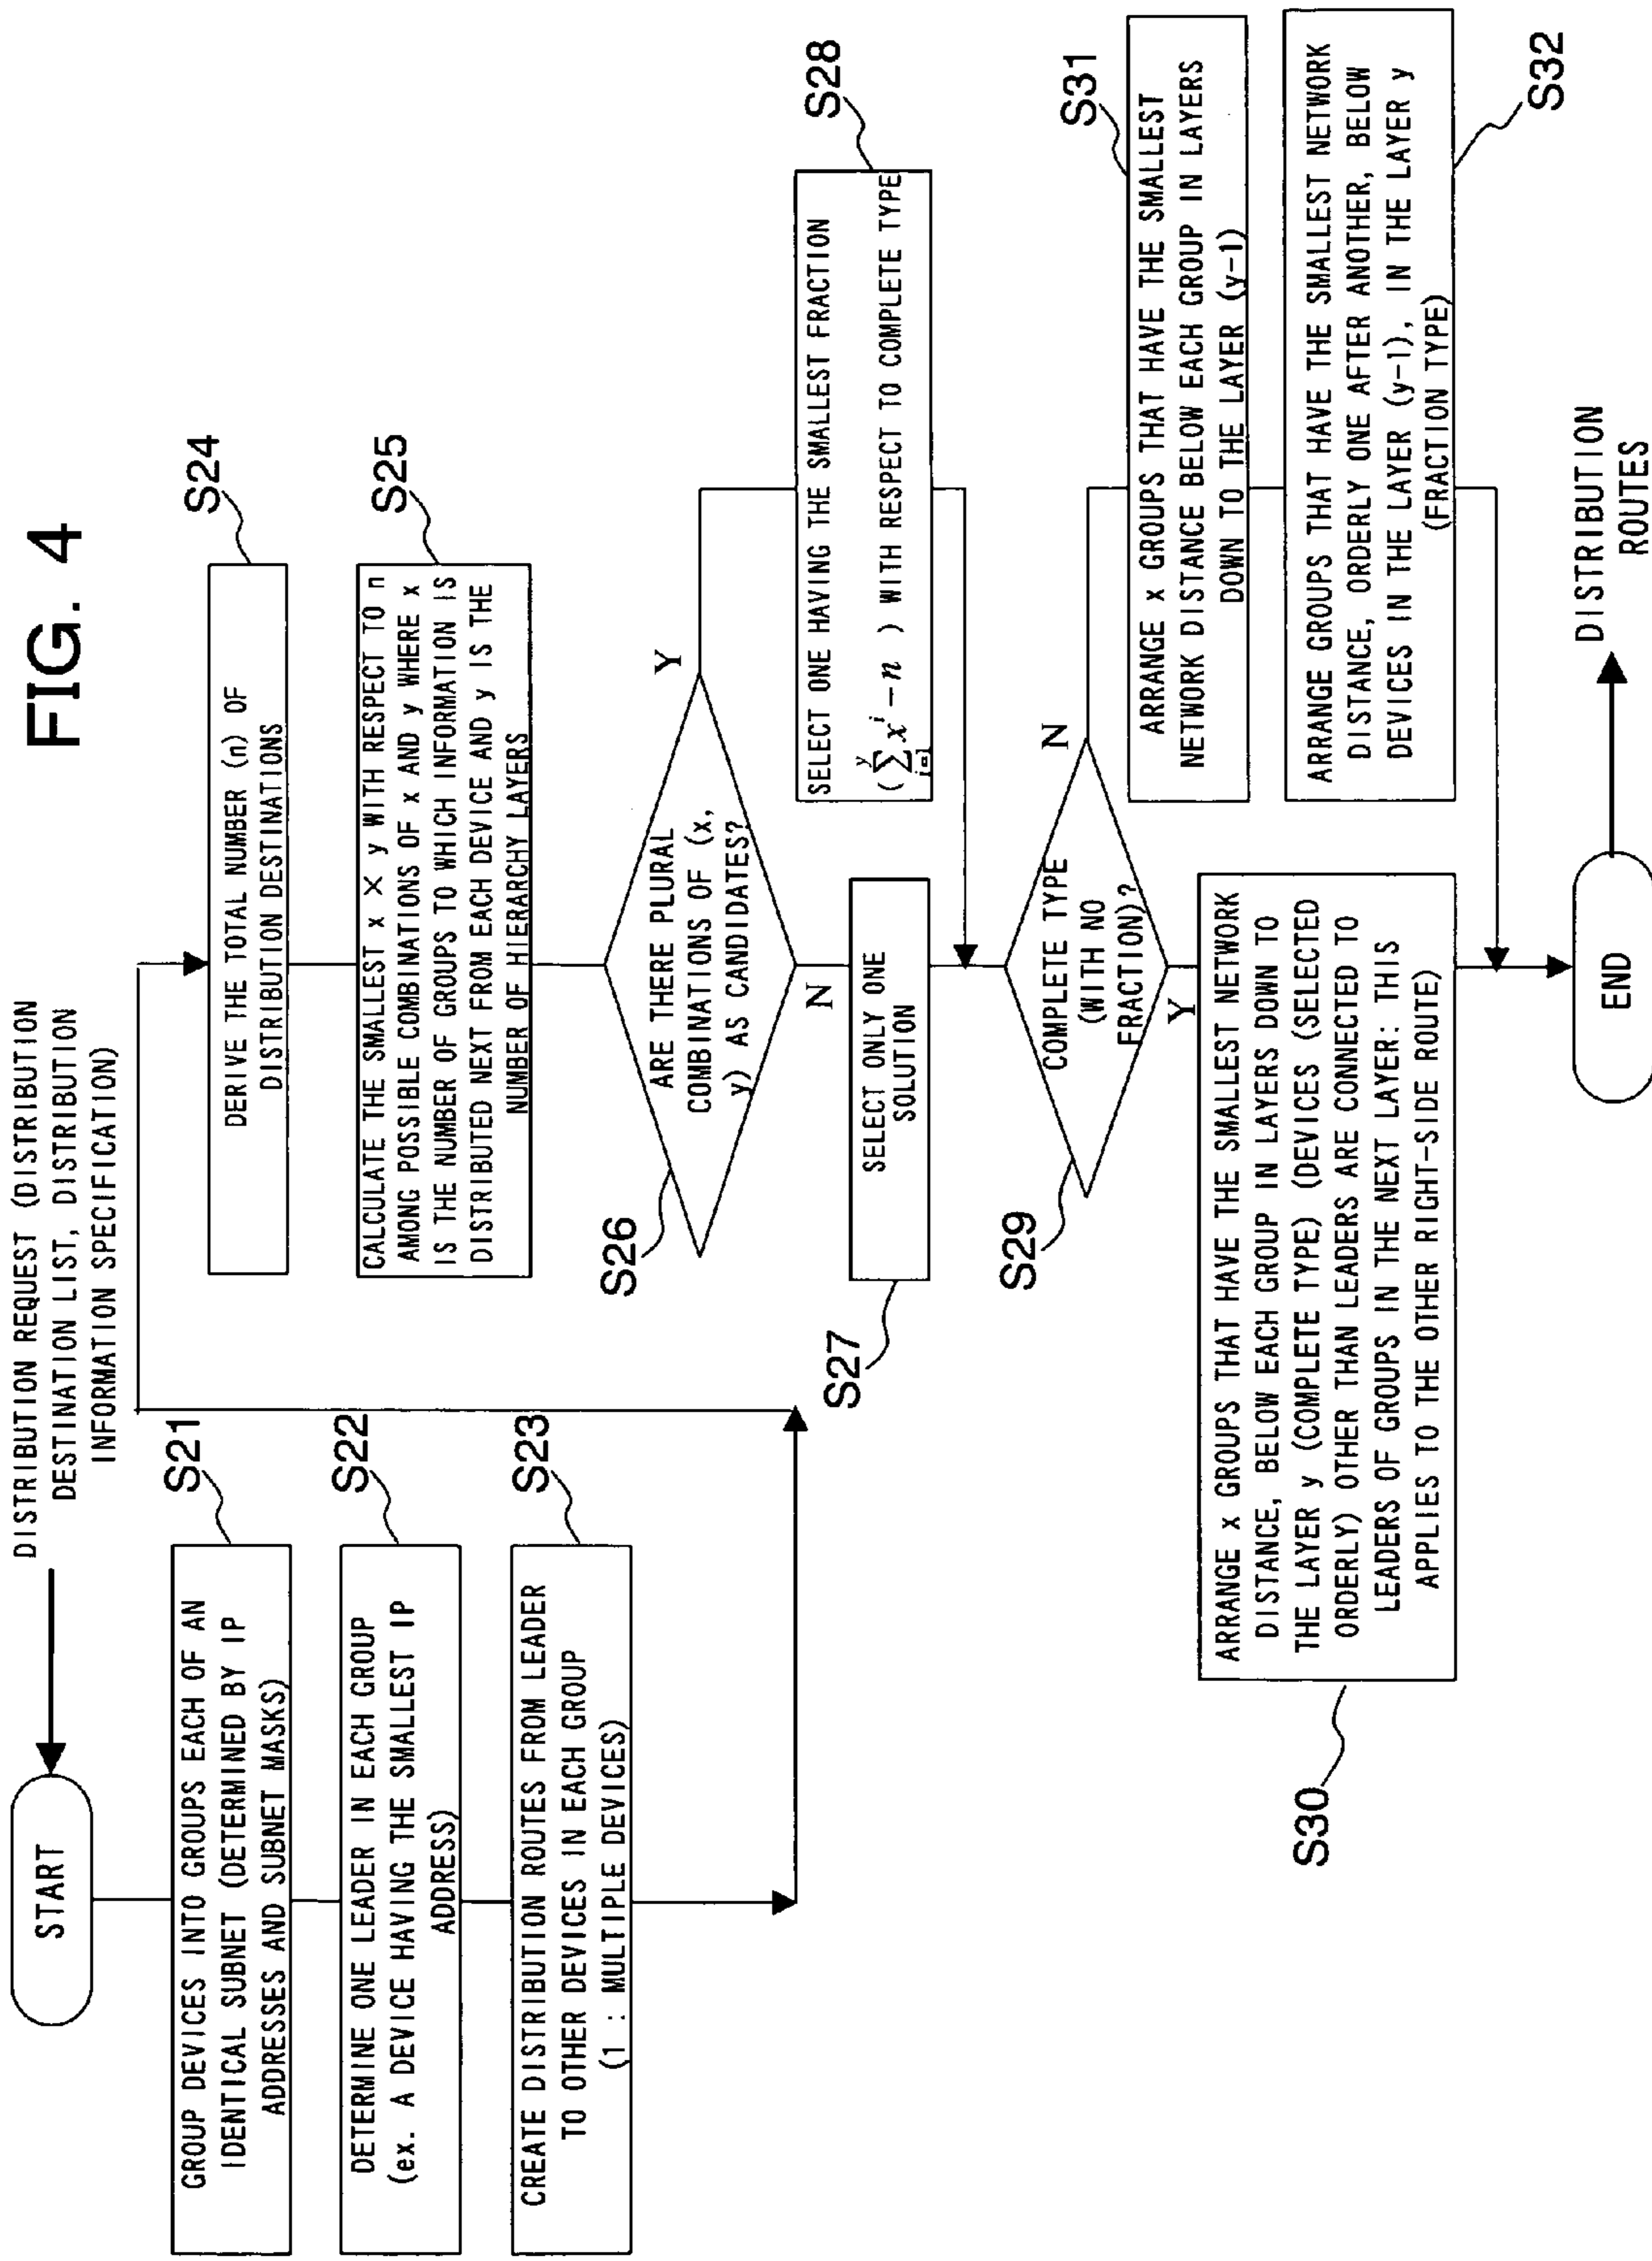 FIG. 4
DISTRIBUTION REQUEST (DISTRIBUTION
DESTINATION LIST, DISTRIBUTION
INFORMATION SPECIFICATION)
START
S21
GROUP DEVICES INTO GROUPS EACH OF AN
IDENTICAL SUBNET (DETERMINED BY IP
ADDRESSES AND SUBNET MASKS)
S22
DETERMINE ONE LEADER IN EACH GROUP
(ex. A DEVICE HAVING THE SMALLEST IP
ADDRESS)
S23
CREATE DISTRIBUTION ROUTES FROM LEADER
TO OTHER DEVICES IN EACH GROUP
(1 : MULTIPLE DEVICES)
S24
DERIVE THE TOTAL NUMBER (n) OF
DISTRIBUTION DESTINATIONS
S25
CALCULATE THE SMALLEST x × y WITH RESPECT TO n
AMONG POSSIBLE COMBINATIONS OF x AND y WHERE x
IS THE NUMBER OF GROUPS TO WHICH INFORMATION IS
DISTRIBUTED NEXT FROM EACH DEVICE AND y IS THE
NUMBER OF HIERARCHY LAYERS
S26
ARE THERE PLURAL
COMBINATIONS OF (x,
y) AS CANDIDATES?
Y
N
S27
SELECT ONLY ONE
SOLUTION
S28
SELECT ONE HAVING THE SMALLEST FRACTION
(∑_{i=1}^{y} x^i − n ) WITH RESPECT TO COMPLETE TYPE
S29
COMPLETE TYPE
(WITH NO
FRACTION)?
N
Y
S30
ARRANGE x GROUPS THAT HAVE THE SMALLEST NETWORK
DISTANCE, BELOW EACH GROUP IN LAYERS DOWN TO
THE LAYER y (COMPLETE TYPE) (DEVICES (SELECTED
ORDERLY) OTHER THAN LEADERS ARE CONNECTED TO
LEADERS OF GROUPS IN THE NEXT LAYER: THIS
APPLIES TO THE OTHER RIGHT-SIDE ROUTE)
S31
ARRANGE x GROUPS THAT HAVE THE SMALLEST
NETWORK DISTANCE BELOW EACH GROUP IN LAYERS
DOWN TO THE LAYER (y-1)
S32
ARRANGE GROUPS THAT HAVE THE SMALLEST NETWORK
DISTANCE, ORDERLY ONE AFTER ANOTHER, BELOW
DEVICES IN THE LAYER (y-1), IN THE LAYER y
(FRACTION TYPE)
END
DISTRIBUTION
ROUTES